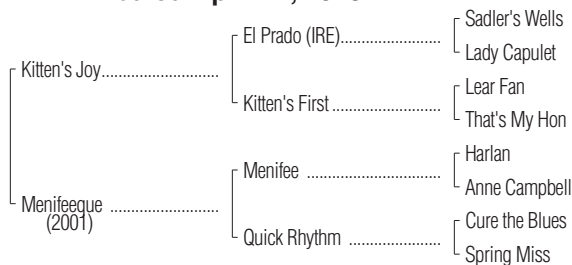 Sadler's Wells
El Prado (IRE)
Lady Capulet
Kitten's Joy
Lear Fan
Kitten's First
That's My Hon
Harlan
Menifee
Anne Campbell
Menifeeque
(2001)
Cure the Blues
Quick Rhythm
Spring Miss